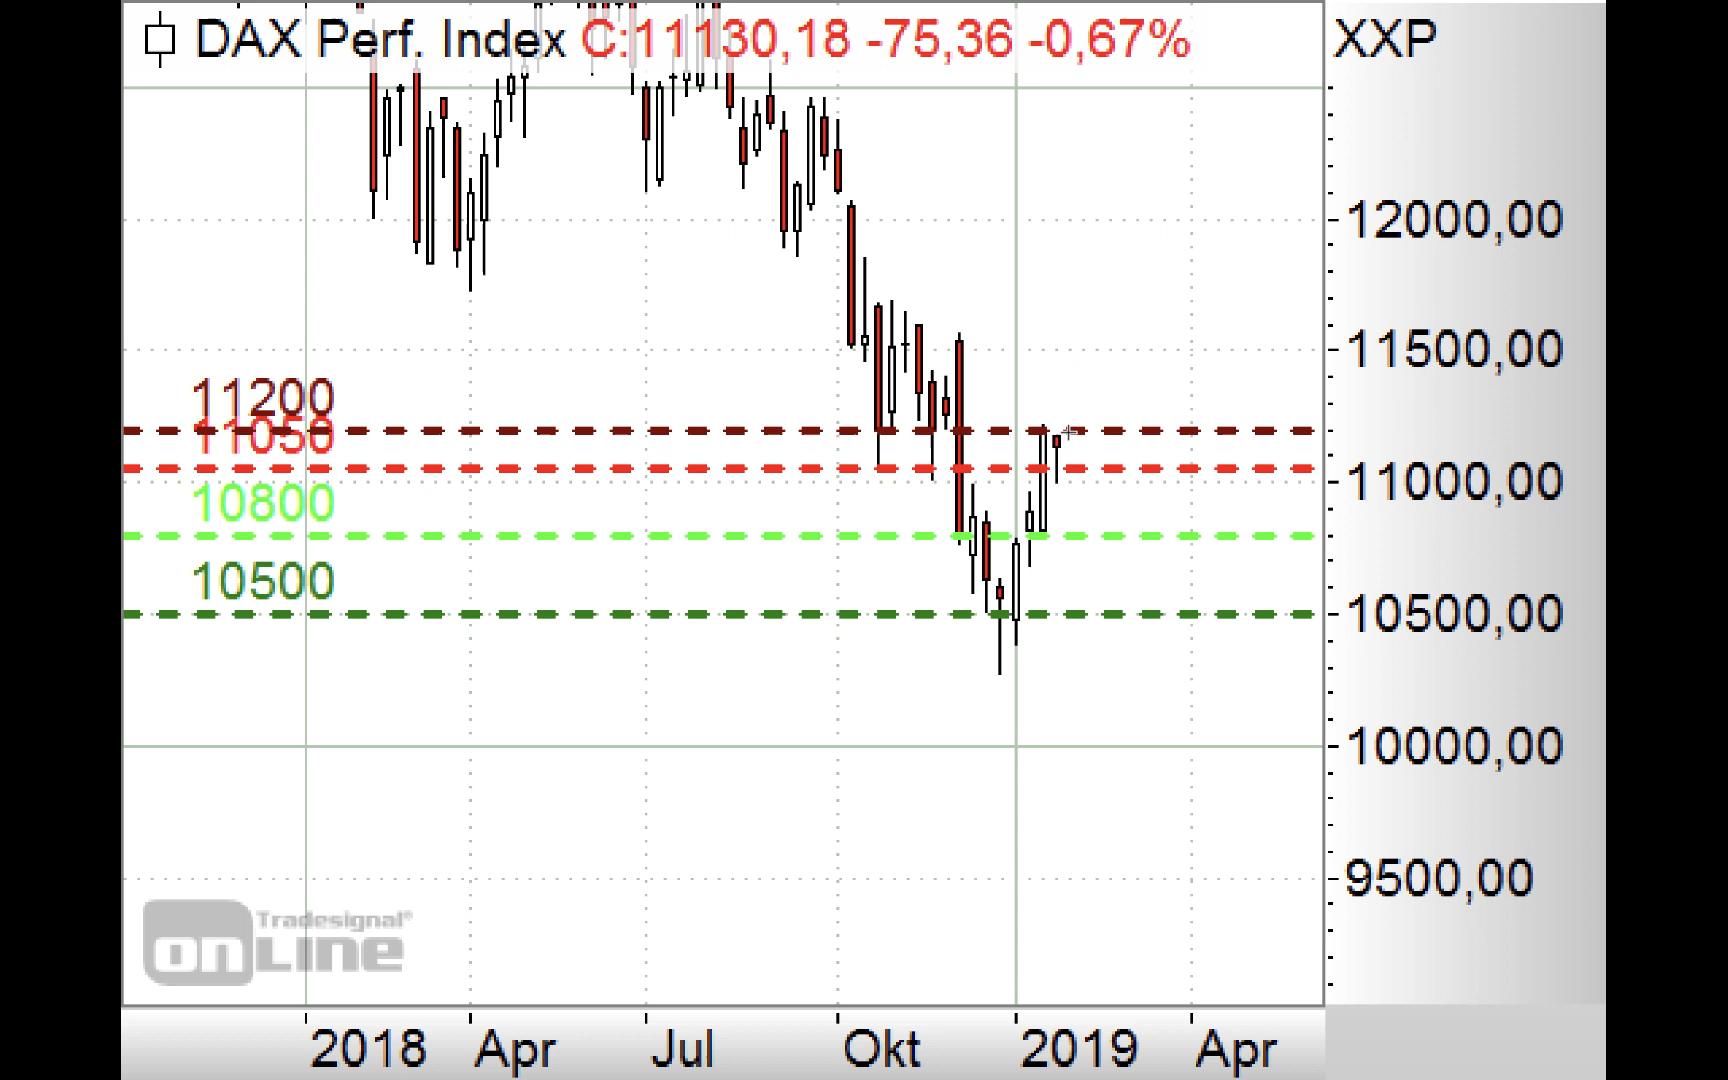 DAX Perf. Index C:11130,18 -75,36 -0,67%
XXP
12000,00
11500,00
11200
11050
11000,00
10800
10500
10500,00
10000,00
9500,00
Tradesignal®
onLine
2018 Apr Jul Okt 2019 Apr